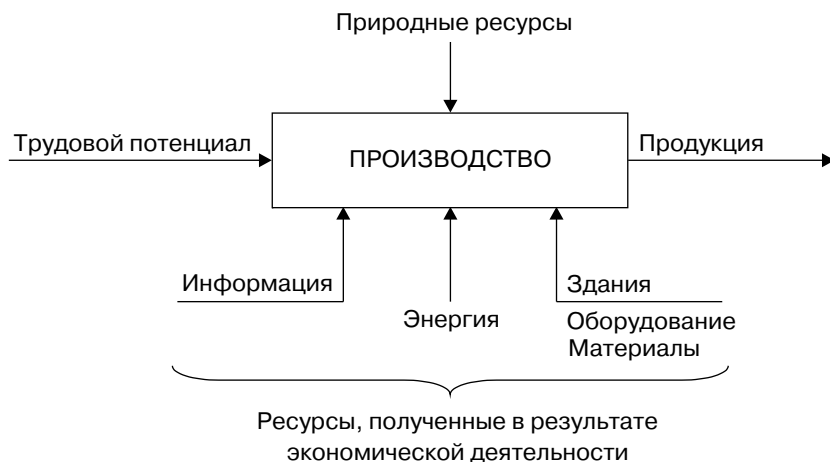 Природные ресурсы
Трудовой потенциал
ПРОИЗВОДСТВО
Продукция
Информация
Энергия
Здания
Оборудование
Материалы
Ресурсы, полученные в результате
экономической деятельности